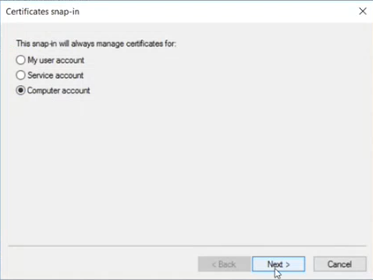 Certificates snap-in
This snap-in will always manage certificates for:
My user account
Service account
Computer account
< Back
Next >
Cancel